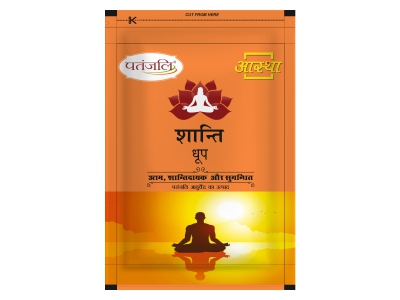 CUT FROM HERE
पतंजलि
आस्था
शान्ति
धूप
उत्तम, शान्तिदायक और सुगन्धित
पतंजलि आयुर्वेद का उत्पाद